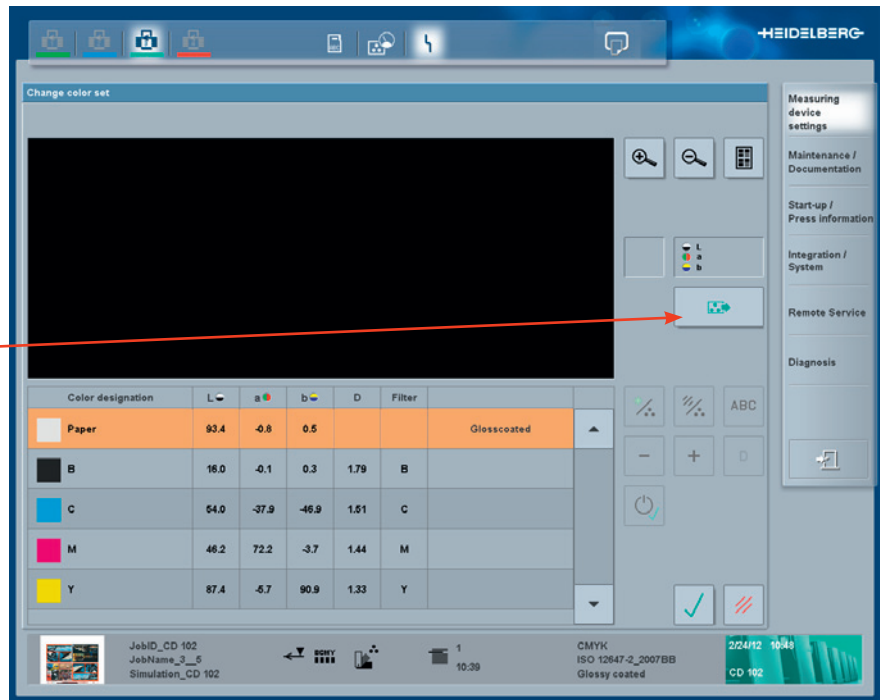 HEIDELBERG
Change color set
Measuring
device
settings
Maintenance /
Documentation
Start-up /
Press information
Integration /
System
Remote Service
Diagnosis
L
a
b
Color designation L a b D Filter
Paper 93.4 -0.8 0.5 Glosscoated
B 16.0 -0.1 0.3 1.79 B
C 54.0 -37.9 -46.9 1.51 C
M 46.2 72.2 -3.7 1.44 M
Y 87.4 -5.7 90.9 1.33 Y
ABC
- + D
JobID_CD 102
JobName_3__5
Simulation_CD 102
BCMY
1
10:39
CMYK
ISO 12647-2_2007BB
Glossy coated
2/24/12 10:48
CD 102